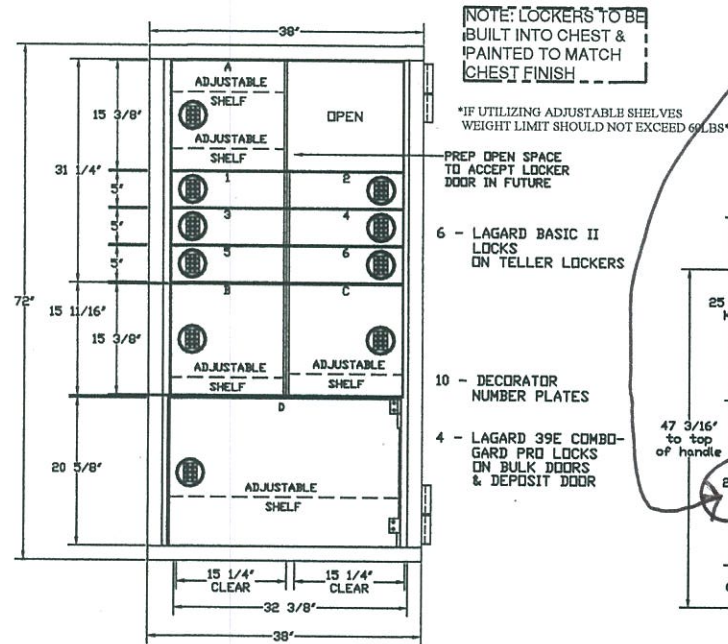 38"
NOTE: LOCKERS TO BE
BUILT INTO CHEST &
PAINTED TO MATCH
CHEST FINISH
*IF UTILIZING ADJUSTABLE SHELVES
WEIGHT LIMIT SHOULD NOT EXCEED 60LBS*
A
ADJUSTABLE
SHELF
ADJUSTABLE
SHELF
OPEN
PREP OPEN SPACE
TO ACCEPT LOCKER
DOOR IN FUTURE
15 3/8"
31 1/4"
5"
5"
5"
1
2
3
4
5
6
6 - LAGARD BASIC II
LOCKS
ON TELLER LOCKERS
72"
15 11/16"
15 3/8"
B
C
ADJUSTABLE
SHELF
ADJUSTABLE
SHELF
10 - DECORATOR
NUMBER PLATES
4 - LAGARD 39E COMBO-
GARD PRO LOCKS
ON BULK DOORS
& DEPOSIT DOOR
D
20 5/8"
ADJUSTABLE
SHELF
25
47 3/16"
to top
of handle
15 1/4"
CLEAR
15 1/4"
CLEAR
32 3/8"
38"